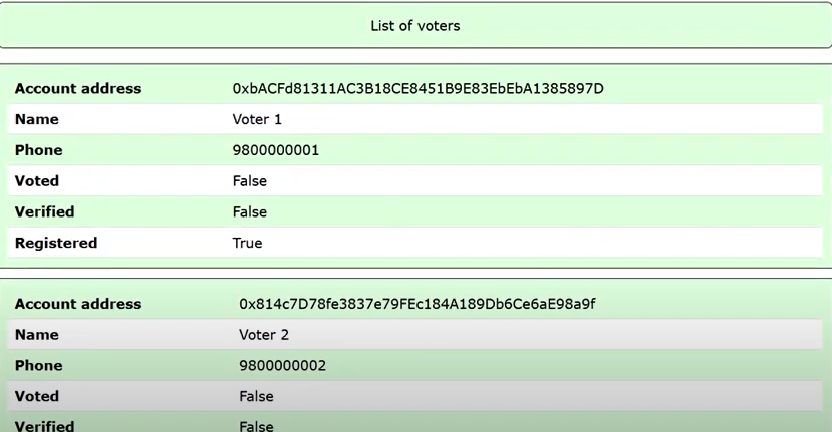 List of voters
Account address 0xbACFd81311AC3B18CE8451B9E83EbEbA1385897D
Name Voter 1
Phone 9800000001
Voted False
Verified False
Registered True
Account address 0x814c7D78fe3837e79FEc184A189Db6Ce6aE98a9f
Name Voter 2
Phone 9800000002
Voted False
Verified False